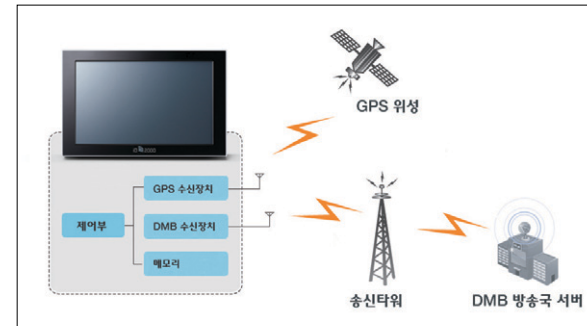 GPS 위성
GPS 수신장치
제어부
DMB 수신장치
메모리
송신타워
DMB 방송국 서버